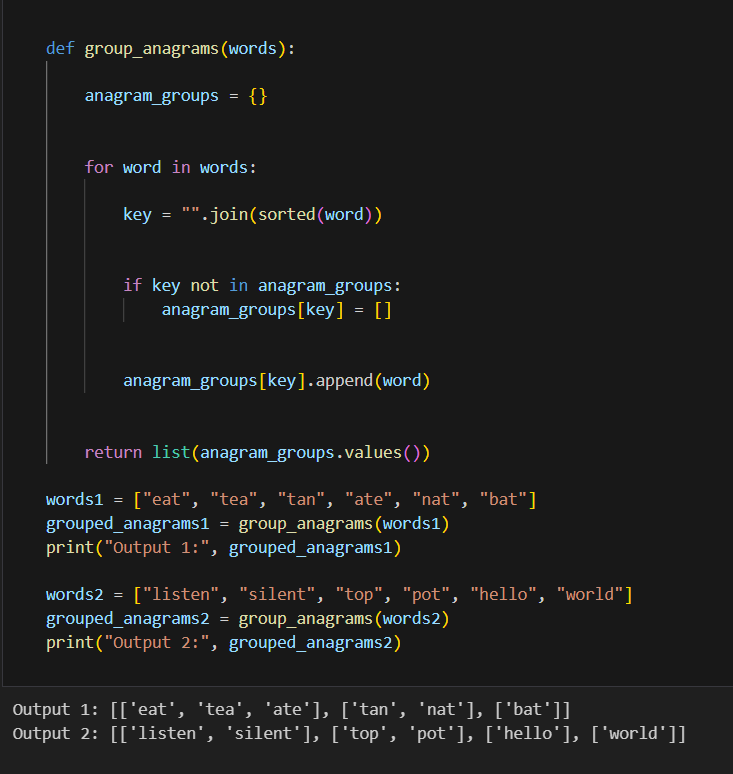 def group_anagrams(words):
    anagram_groups = {}
    for word in words:
        key = "".join(sorted(word))
        if key not in anagram_groups:
            anagram_groups[key] = []
        anagram_groups[key].append(word)
    return list(anagram_groups.values())
words1 = ["eat", "tea", "tan", "ate", "nat", "bat"]
grouped_anagrams1 = group_anagrams(words1)
print("Output 1:", grouped_anagrams1)
words2 = ["listen", "silent", "top", "pot", "hello", "world"]
grouped_anagrams2 = group_anagrams(words2)
print("Output 2:", grouped_anagrams2)
Output 1: [['eat', 'tea', 'ate'], ['tan', 'nat'], ['bat']]
Output 2: [['listen', 'silent'], ['top', 'pot'], ['hello'], ['world']]